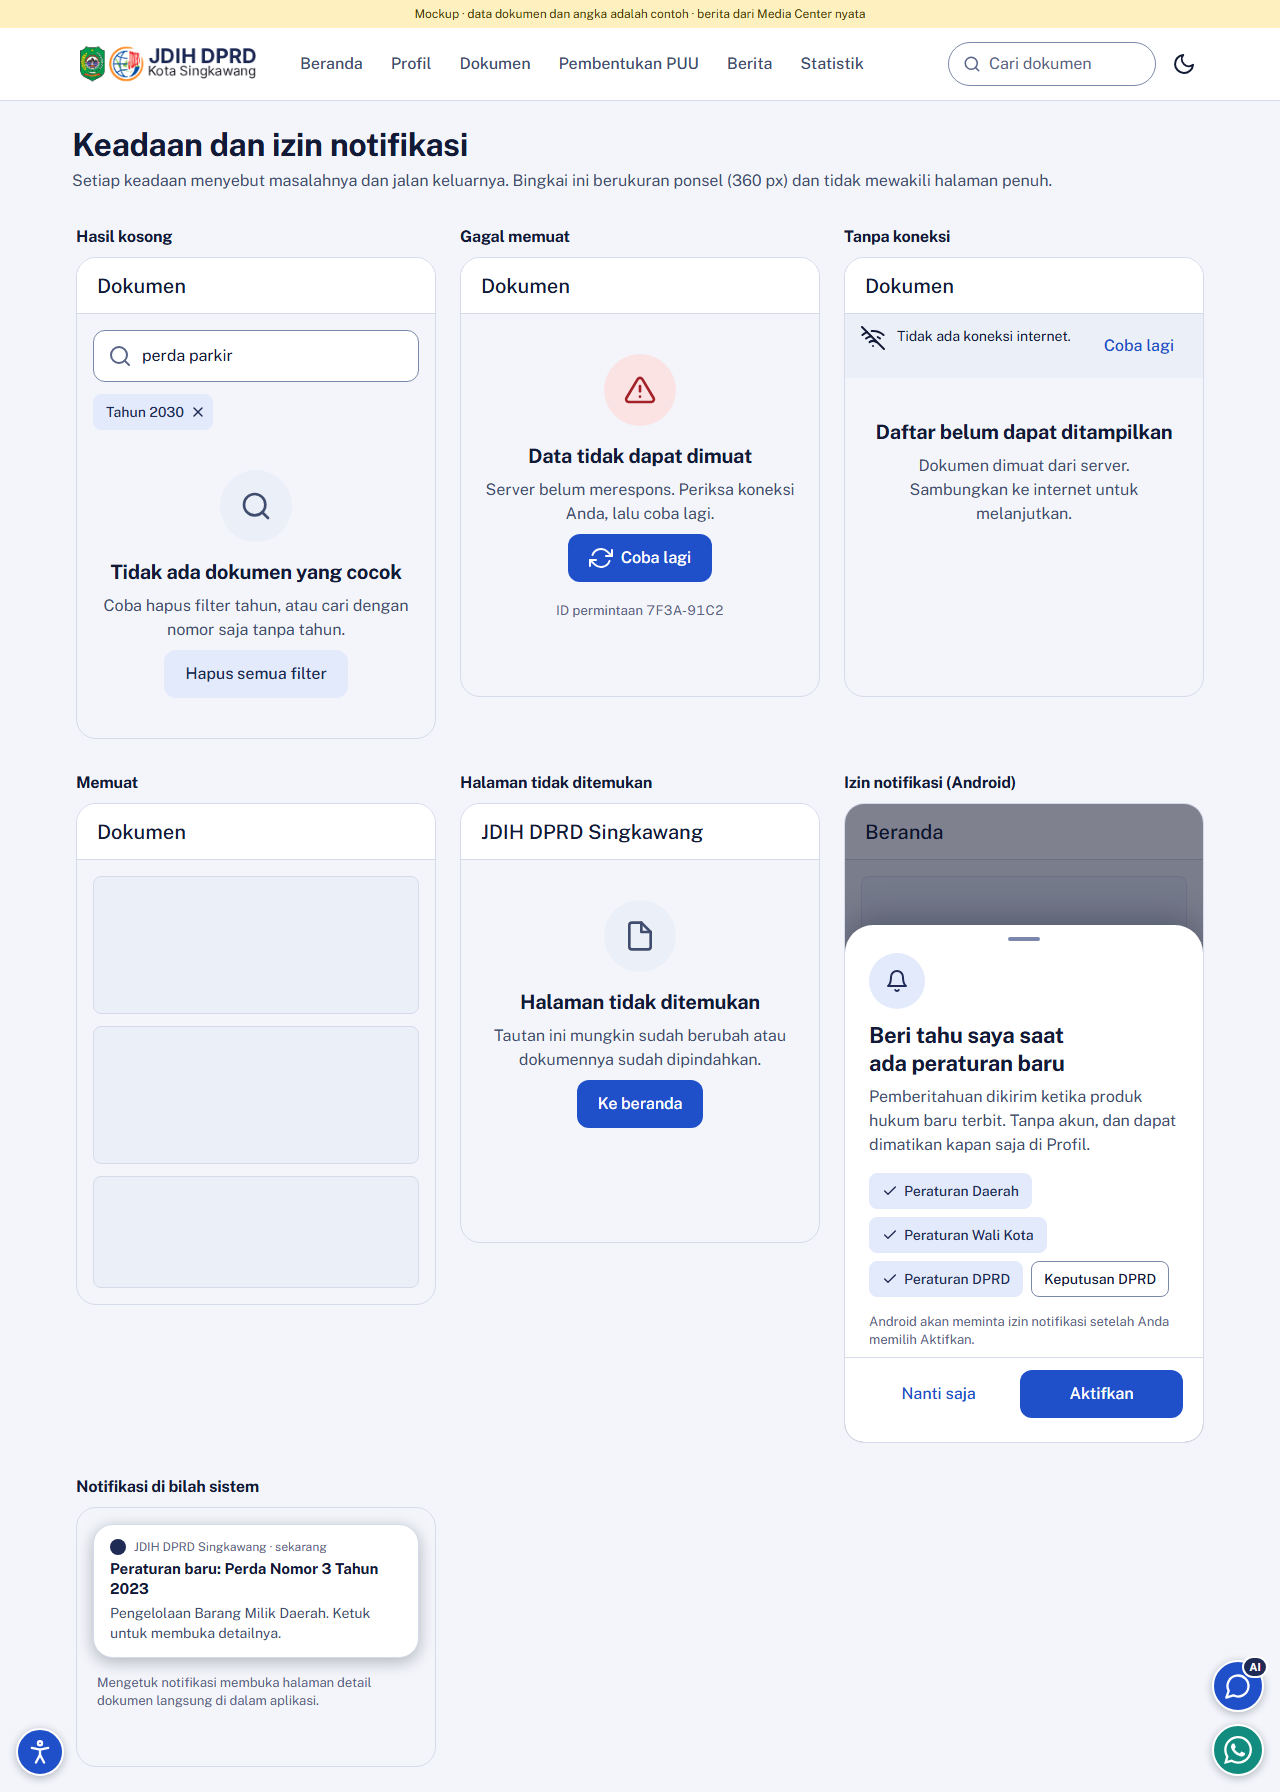 Mockup · data dokumen dan angka adalah contoh · berita dari Media Center nyata
JDIH DPRD
Kota Singkawang
Beranda
Profil
Dokumen
Pembentukan PUU
Berita
Statistik
Cari dokumen
Keadaan dan izin notifikasi
Setiap keadaan menyebut masalahnya dan jalan keluarnya. Bingkai ini berukuran ponsel (360 px) dan tidak mewakili halaman penuh.
Hasil kosong
Dokumen
perda parkir
Tahun 2030
Tidak ada dokumen yang cocok
Coba hapus filter tahun, atau cari dengan
nomor saja tanpa tahun.
Hapus semua filter
Gagal memuat
Dokumen
Data tidak dapat dimuat
Server belum merespons. Periksa koneksi
Anda, lalu coba lagi.
Coba lagi
ID permintaan 7F3A-91C2
Tanpa koneksi
Dokumen
Tidak ada koneksi internet.
Coba lagi
Daftar belum dapat ditampilkan
Dokumen dimuat dari server.
Sambungkan ke internet untuk
melanjutkan.
Memuat
Dokumen
Halaman tidak ditemukan
JDIH DPRD Singkawang
Halaman tidak ditemukan
Tautan ini mungkin sudah berubah atau
dokumennya sudah dipindahkan.
Ke beranda
Izin notifikasi (Android)
Beranda
Beri tahu saya saat
ada peraturan baru
Pemberitahuan dikirim ketika produk
hukum baru terbit. Tanpa akun, dan dapat
dimatikan kapan saja di Profil.
Peraturan Daerah
Peraturan Wali Kota
Peraturan DPRD
Keputusan DPRD
Android akan meminta izin notifikasi setelah Anda
memilih Aktifkan.
Nanti saja
Aktifkan
Notifikasi di bilah sistem
JDIH DPRD Singkawang · sekarang
Peraturan baru: Perda Nomor 3 Tahun
2023
Pengelolaan Barang Milik Daerah. Ketuk
untuk membuka detailnya.
Mengetuk notifikasi membuka halaman detail
dokumen langsung di dalam aplikasi.
AI